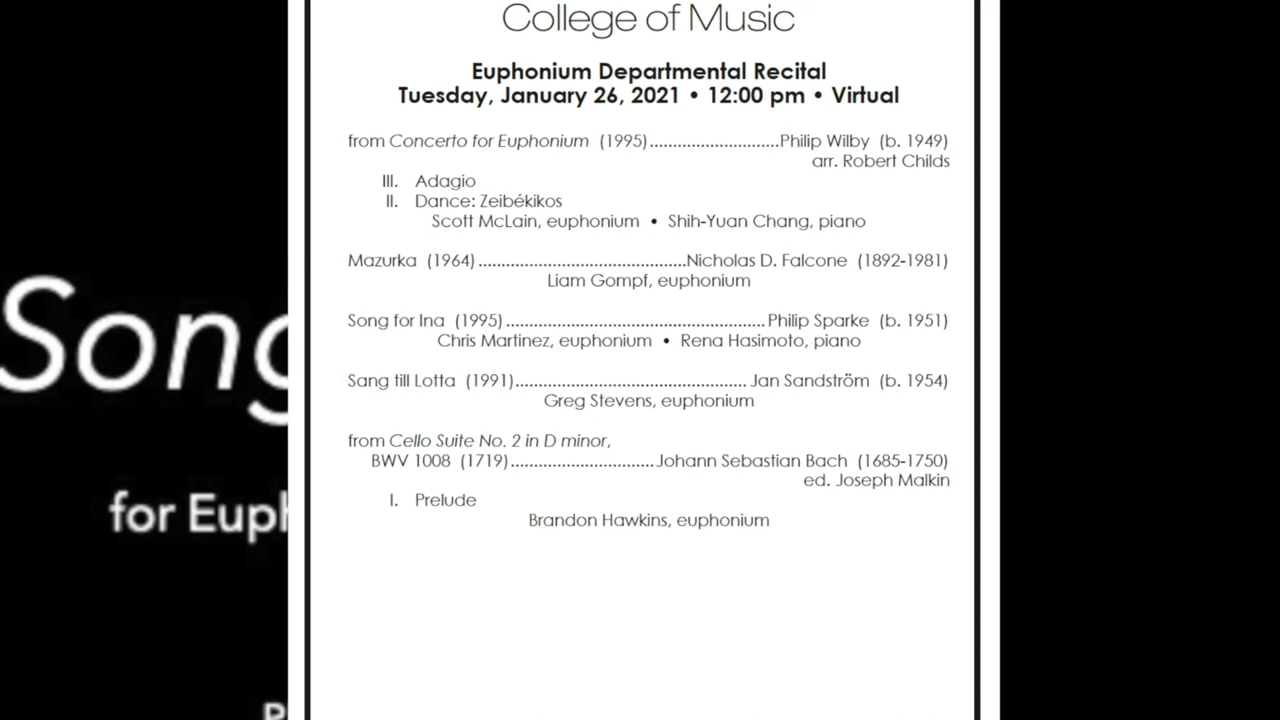 College of Music
Euphonium Departmental Recital
Tuesday, January 26, 2021 • 12:00 pm • Virtual
from Concerto for Euphonium (1995)............................Philip Wilby (b. 1949)
arr. Robert Childs
III. Adagio
II. Dance: Zeibékikos
Scott McLain, euphonium • Shih-Yuan Chang, piano
Mazurka (1964).............................................Nicholas D. Falcone (1892-1981)
Liam Gompf, euphonium
Song for Ina (1995)........................................................Philip Sparke (b. 1951)
Chris Martinez, euphonium • Rena Hasimoto, piano
Sang till Lotta (1991)..................................................Jan Sandström (b. 1954)
Greg Stevens, euphonium
from Cello Suite No. 2 in D minor,
BWV 1008 (1719)...............................Johann Sebastian Bach (1685-1750)
ed. Joseph Malkin
I. Prelude
Brandon Hawkins, euphonium
Song
for Euph